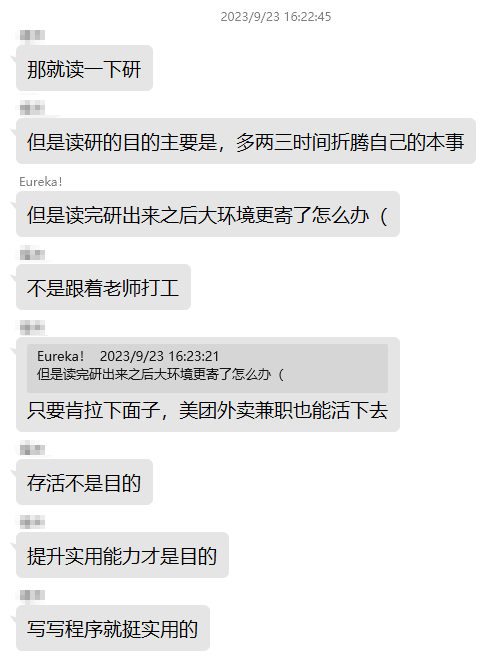 2023/9/23 16:22:45
那就读一下研
但是读研的目的主要是，多两三时间折腾自己的本事
Eureka!
但是读完研出来之后大环境更寄了怎么办（
不是跟着老师打工
Eureka! 2023/9/23 16:23:21
但是读完研出来之后大环境更寄了怎么办（
只要肯拉下面子，美团外卖兼职也能活下去
存活不是目的
提升实用能力才是目的
写写程序就挺实用的